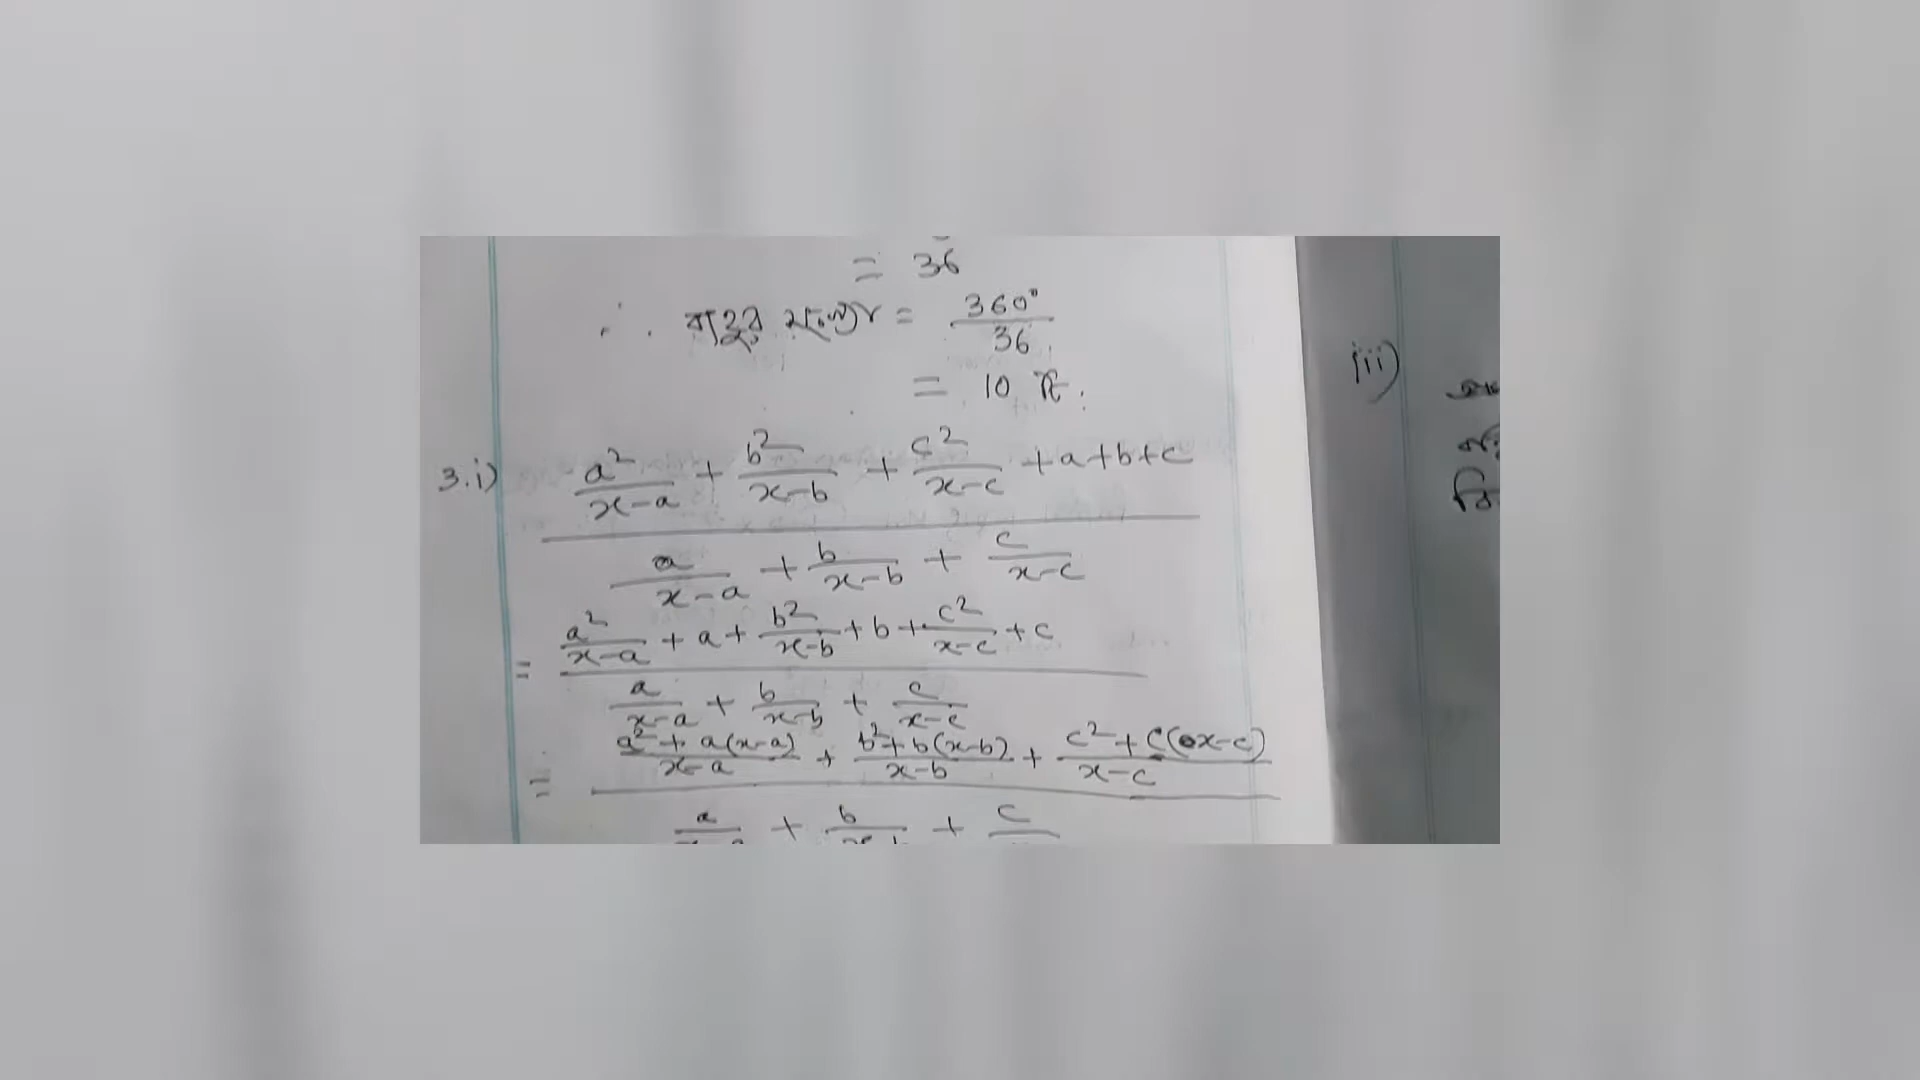 = 36
∴ বাহুর সংখ্যা = 360°/36
= 10 টি.
3.i) a²/x-a + b²/x-b + c²/x-c + a+b+c
a/x-a + b/x-b + c/x-c
= a²/x-a + a + b²/x-b + b + c²/x-c + c
a/x-a + b/x-b + c/x-c
= a² + a(x-a)/x-a + b² + b(x-b)/x-b + c² + c(x-c)/x-c
a + b + c
iii)